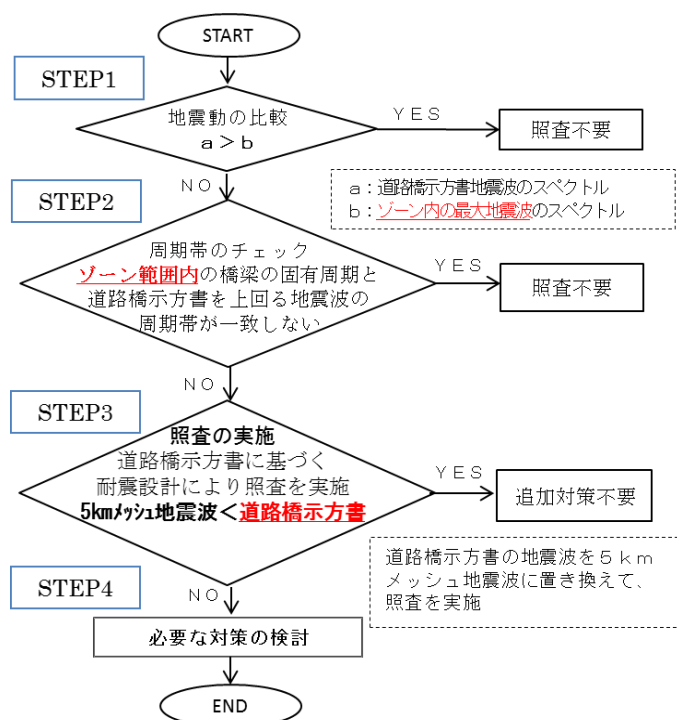 START
STEP1
地震動の比較
a＞b
ＹＥＳ
照査不要
ＮＯ
a：道路橋示方書地震波のスペクトル
b：ゾーン内の最大地震波のスペクトル
STEP2
周期帯のチェック
ゾーン範囲内の橋梁の固有周期と
道路橋示方書を上回る地震波の
周期帯が一致しない
ＹＥＳ
照査不要
ＮＯ
STEP3
照査の実施
道路橋示方書に基づく
耐震設計により照査を実施
5kmﾒｯｼｭ地震波＜道路橋示方書
ＹＥＳ
追加対策不要
道路橋示方書の地震波を５ｋｍ
メッシュ地震波に置き換えて、
照査を実施
STEP4
ＮＯ
必要な対策の検討
END